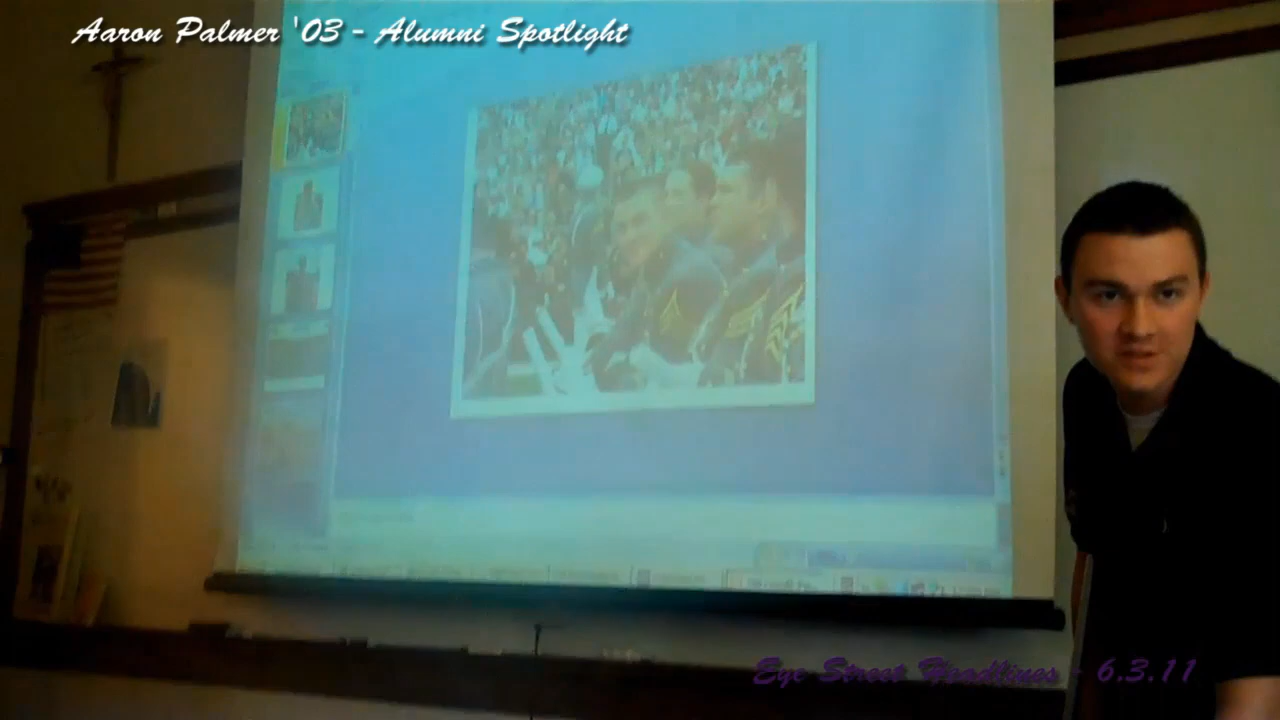 Aaron Palmer '03 - Alumni Spotlight
Eye Street Headlines - 6.3.11